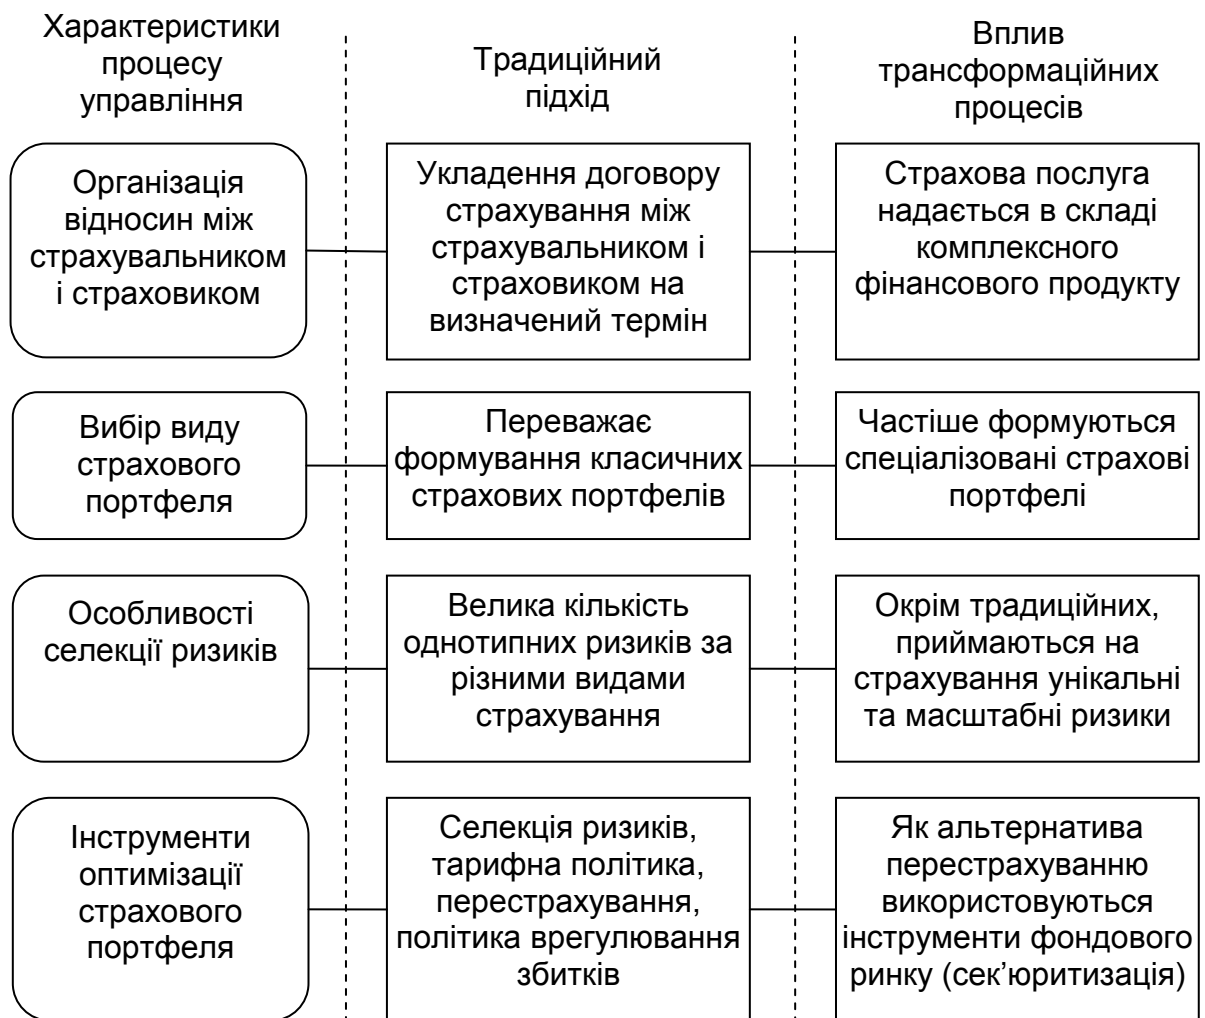 Характеристики
процесу
управління
Традиційний
підхід
Вплив
трансформаційних
процесів
Організація
відносин між
страхувальником
і страховиком
Укладення договору
страхування між
страхувальником і
страховиком на
визначений термін
Страхова послуга
надається в складі
комплексного
фінансового продукту
Вибір виду
страхового
портфеля
Переважає
формування класичних
страхових портфелів
Частіше формуються
спеціалізовані страхові
портфелі
Особливості
селекції ризиків
Велика кількість
однотипних ризиків за
різними видами
страхування
Окрім традиційних,
приймаються на
страхування унікальні
та масштабні ризики
Інструменти
оптимізації
страхового
портфеля
Селекція ризиків,
тарифна політика,
перестрахування,
політика врегулювання
збитків
Як альтернатива
перестрахуванню
використовуються
інструменти фондового
ринку (сек’юритизація)